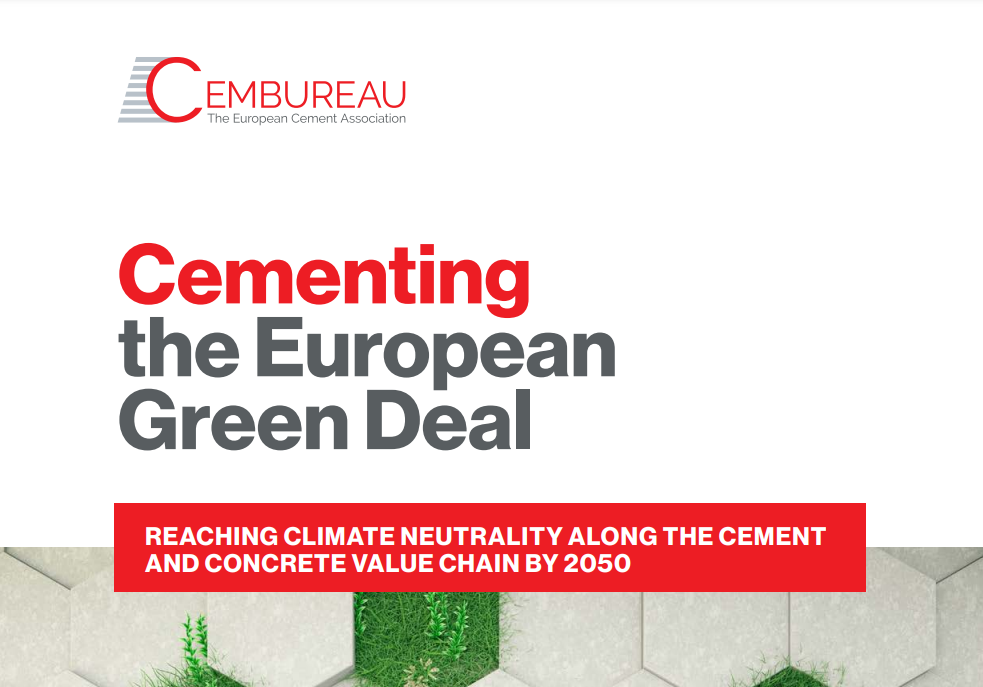 CEMBUREAU
The European Cement Association
Cementing
the European
Green Deal
REACHING CLIMATE NEUTRALITY ALONG THE CEMENT
AND CONCRETE VALUE CHAIN BY 2050